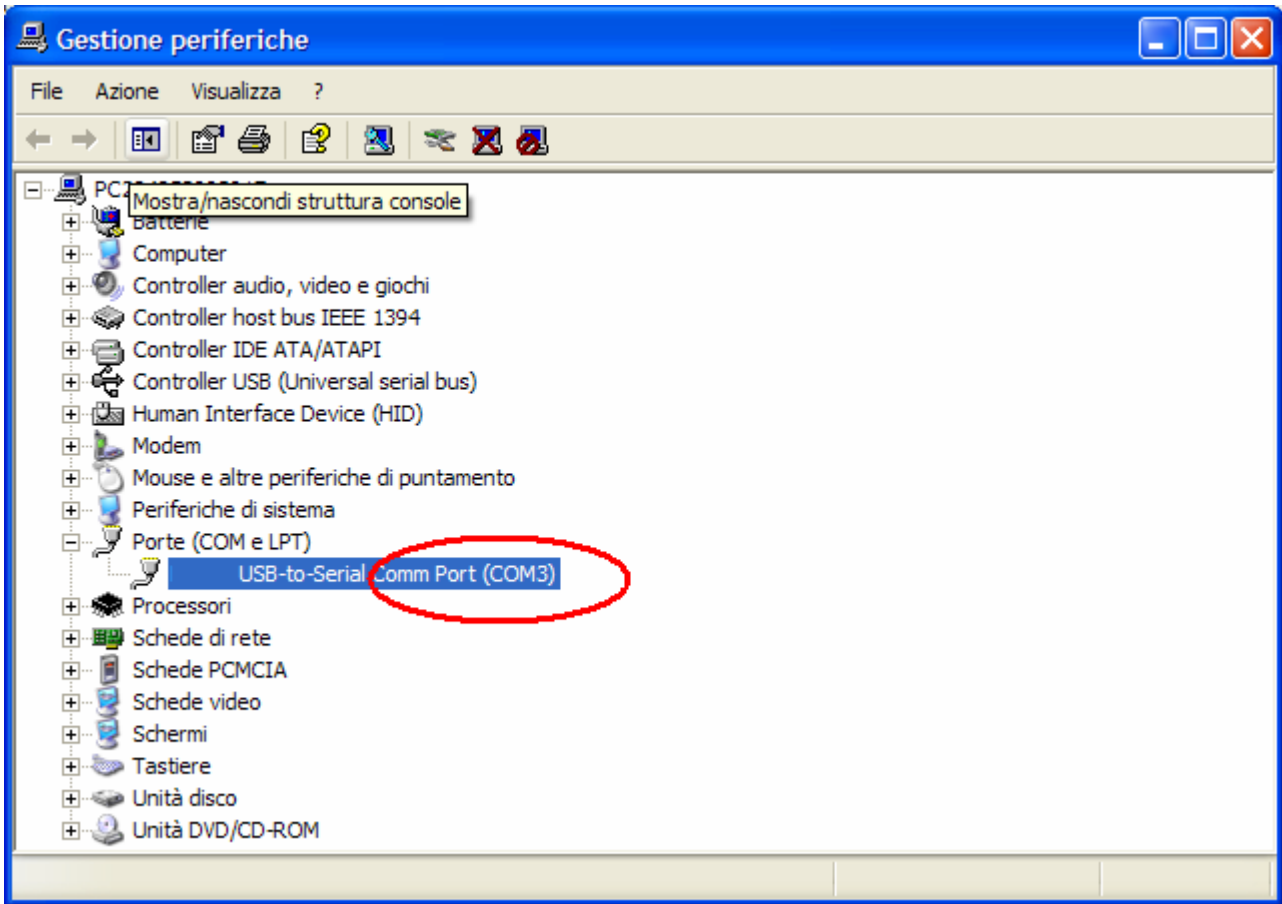 Gestione periferiche
File Azione Visualizza ?
Mostra/nascondi struttura console
Batterie
Computer
Controller audio, video e giochi
Controller host bus IEEE 1394
Controller IDE ATA/ATAPI
Controller USB (Universal serial bus)
Human Interface Device (HID)
Modem
Mouse e altre periferiche di puntamento
Periferiche di sistema
Porte (COM e LPT)
USB-to-Serial Comm Port (COM3)
Processori
Schede di rete
Schede PCMCIA
Schede video
Schermi
Tastiere
Unità disco
Unità DVD/CD-ROM